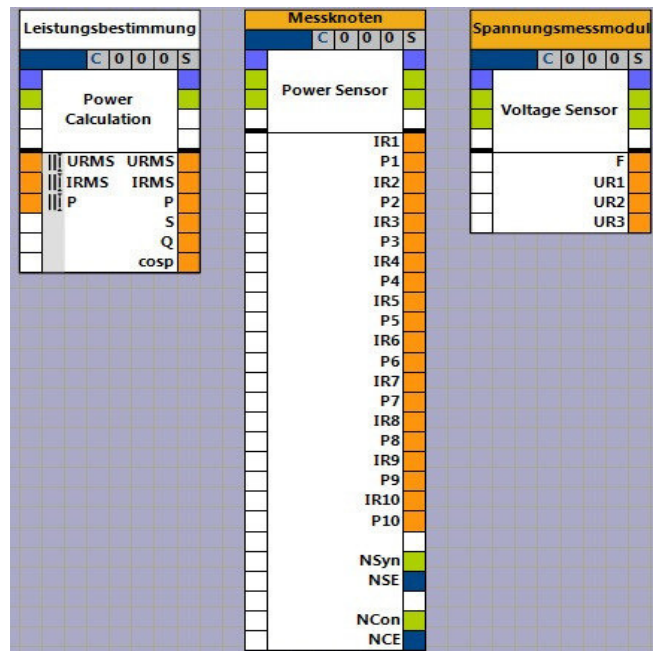 Leistungsbestimmung
C 0 0 0 S
Power
Calculation
URMS URMS
IRMS IRMS
P P
S
Q
cosp
Messknoten
C 0 0 0 S
Power Sensor
IR1
P1
IR2
P2
IR3
P3
IR4
P4
IR5
P5
IR6
P6
IR7
P7
IR8
P8
IR9
P9
IR10
P10
NSyn
NSE
NCon
NCE
Spannungsmessmodul
C 0 0 0 S
Voltage Sensor
F
UR1
UR2
UR3